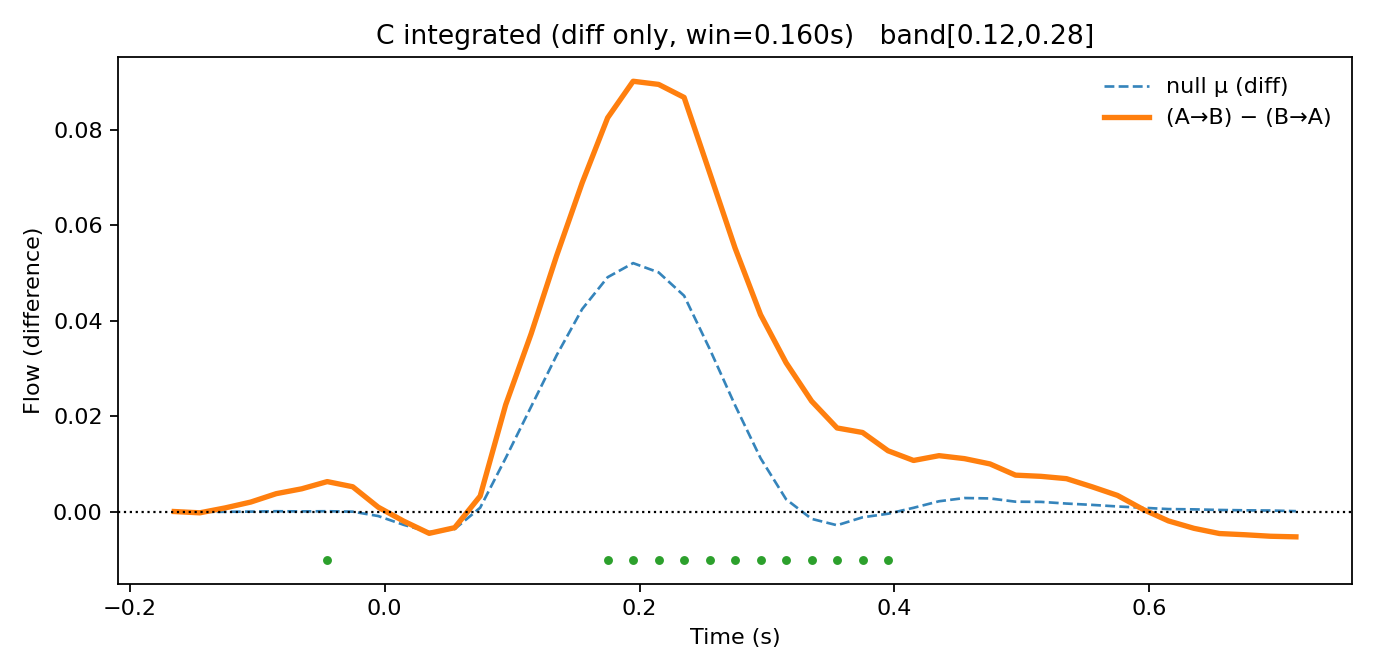 C integrated (diff only, win=0.160s)   band[0.12,0.28]
null μ (diff)
(A→B) − (B→A)
Flow (difference)
0.08
0.06
0.04
0.02
0.00
−0.2
0.0
0.2
0.4
0.6
Time (s)